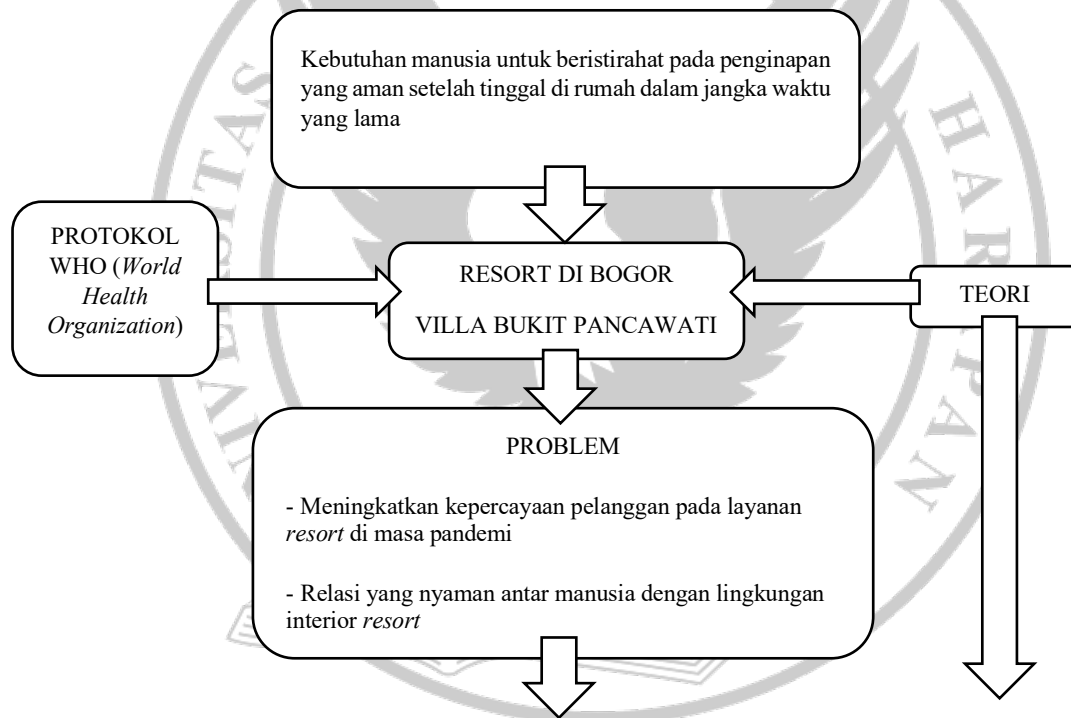 Kebutuhan manusia untuk beristirahat pada penginapan
yang aman setelah tinggal di rumah dalam jangka waktu
yang lama
PROTOKOL
WHO (World
Health
Organization)
RESORT DI BOGOR
VILLA BUKIT PANCAWATI
TEORI
PROBLEM
- Meningkatkan kepercayaan pelanggan pada layanan
resort di masa pandemi
- Relasi yang nyaman antar manusia dengan lingkungan
interior resort
HARAPAN